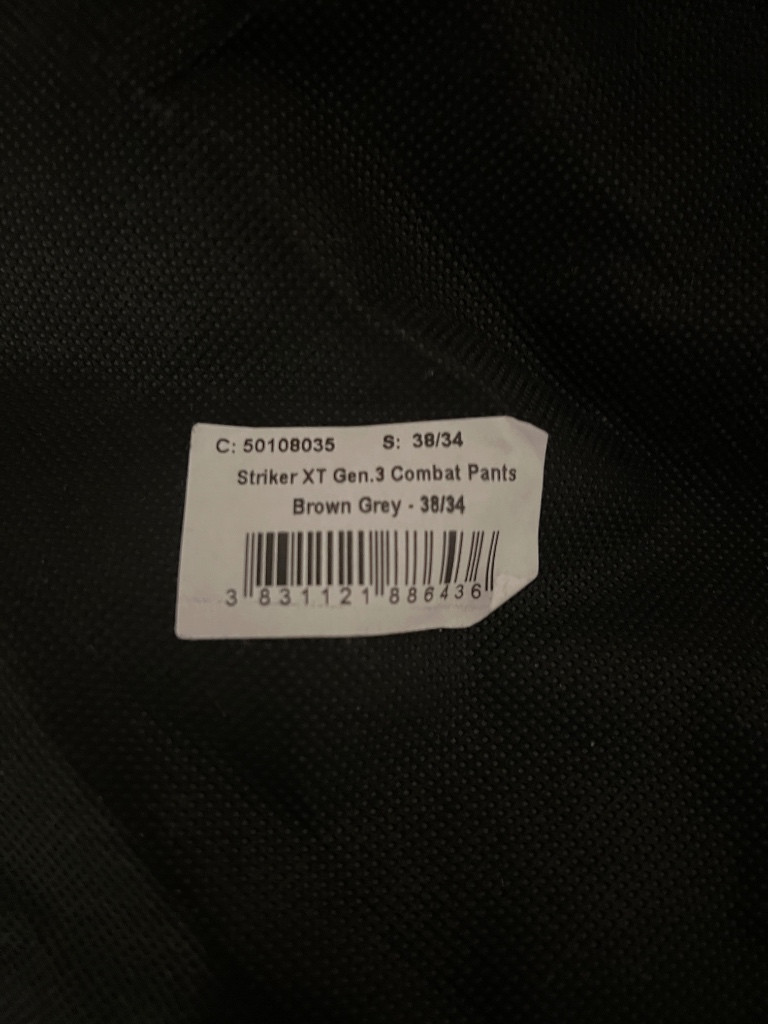 C: 50108035 S: 38/34
Striker XT Gen.3 Combat Pants
Brown Grey - 38/34
3 831121 886436